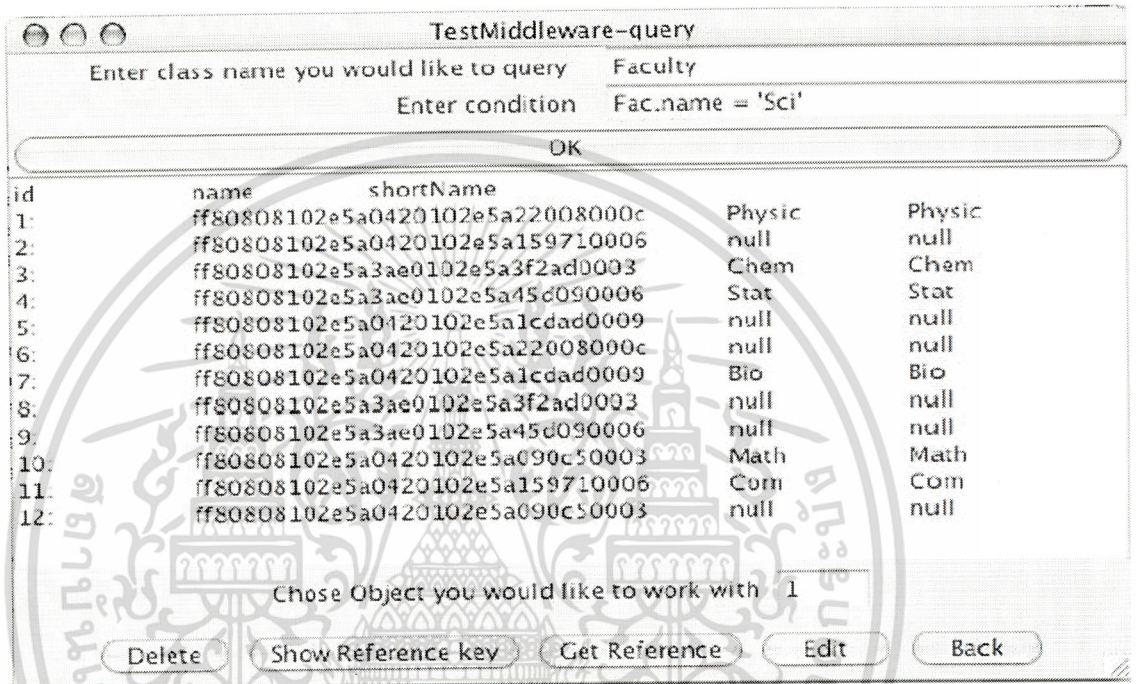 TestMiddleware-query
Enter class name you would like to query Faculty
Enter condition Fac.name = 'Sci'
OK
id name shortName
1: ff80808102e5a0420102e5a22008000c Physic Physic
2: ff80808102e5a0420102e5a159710006 null null
3: ff80808102e5a3ae0102e5a3f2ad0003 Chem Chem
4: ff80808102e5a3ae0102e5a45d090006 Stat Stat
5: ff80808102e5a0420102e5a1cdad0009 null null
6: ff80808102e5a0420102e5a22008000c null null
7: ff80808102e5a0420102e5a1cdad0009 Bio Bio
8: ff80808102e5a3ae0102e5a3f2ad0003 null null
9: ff80808102e5a3ae0102e5a45d090006 null null
10: ff80808102e5a0420102e5a090c50003 Math Math
11: ff80808102e5a0420102e5a159710006 Com Com
12: ff80808102e5a0420102e5a090c50003 null null
Chose Object you would like to work with 1
Delete Show Reference key Get Reference Edit Back